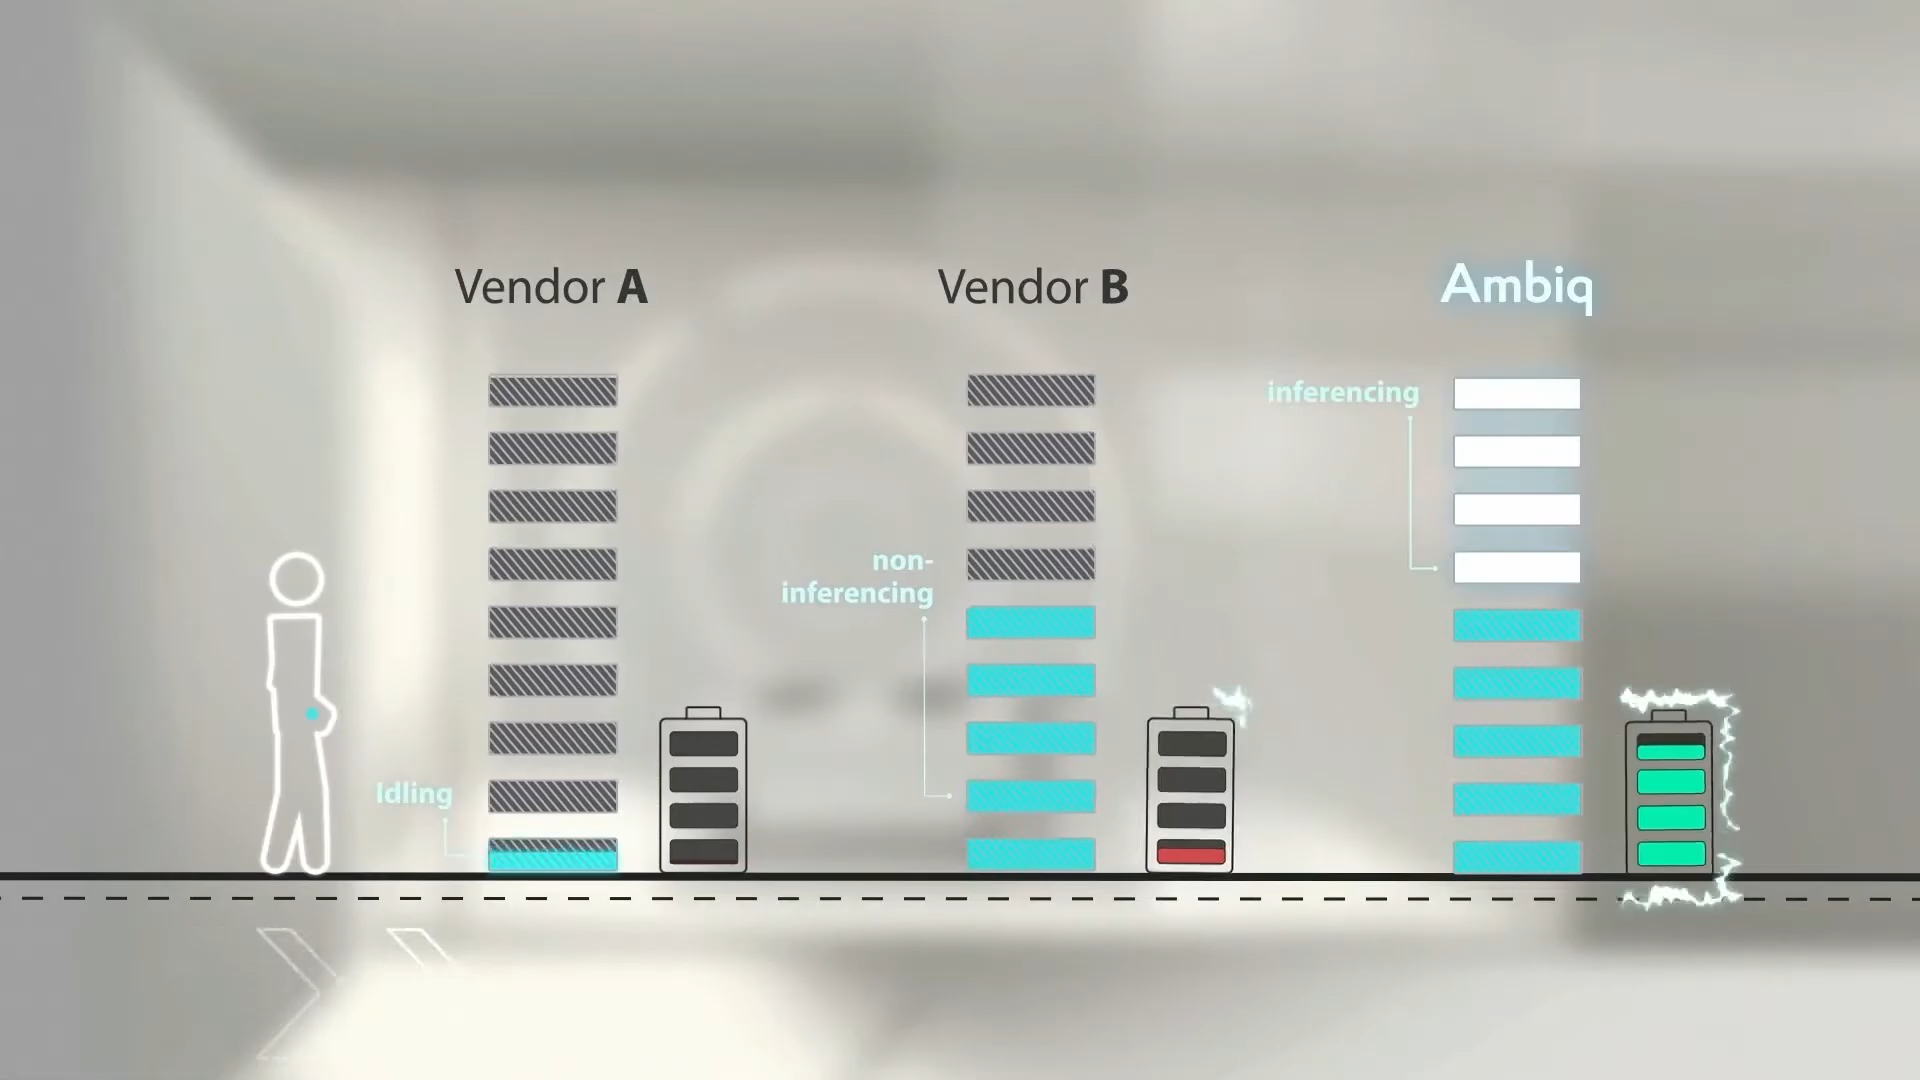 Vendor A
Vendor B
Ambiq
inferencing
non-
inferencing
Idling